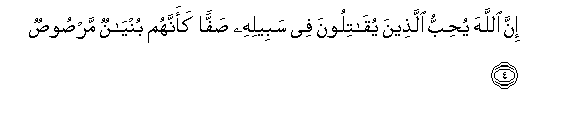 إِنَّ ٱللَّهَ يُحِبُّ ٱلَّذِينَ يُقَـٰتِلُونَ فِى سَبِيلِهِۦ صَفًّا كَأَنَّهُم بُنْيَـٰنٌ مَّرْصُوصٌ
٤